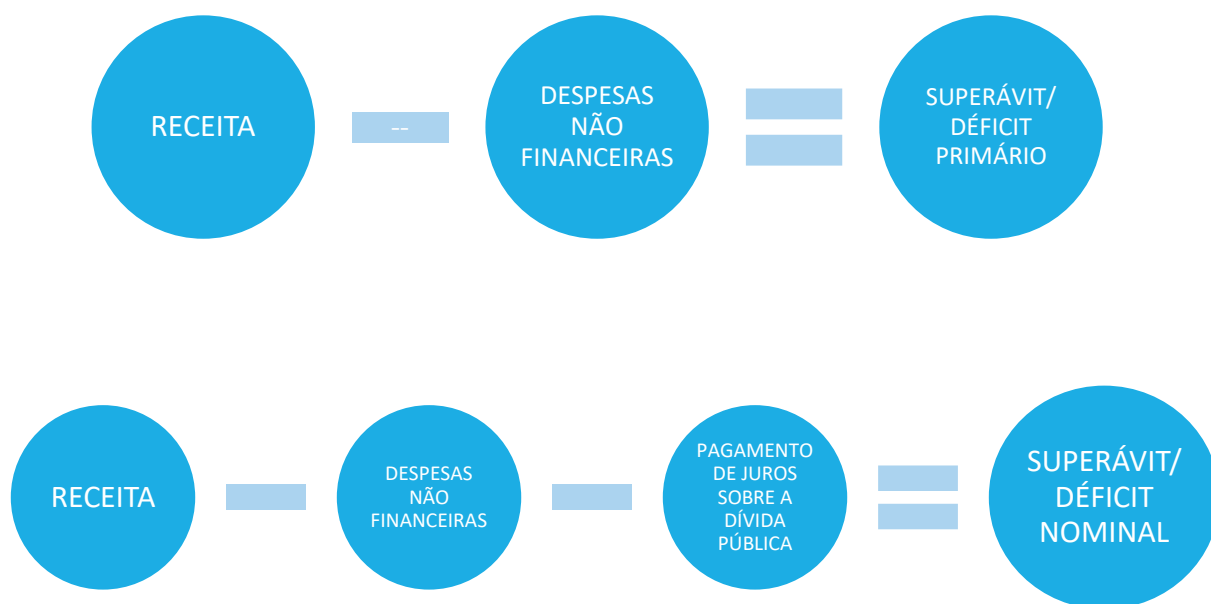 RECEITA
--
DESPESAS
NÃO
FINANCEIRAS
SUPERÁVIT/
DÉFICIT
PRIMÁRIO
RECEITA
DESPESAS
NÃO
FINANCEIRAS
PAGAMENTO
DE JUROS
SOBRE A
DÍVIDA
PÚBLICA
SUPERÁVIT/
DÉFICIT
NOMINAL